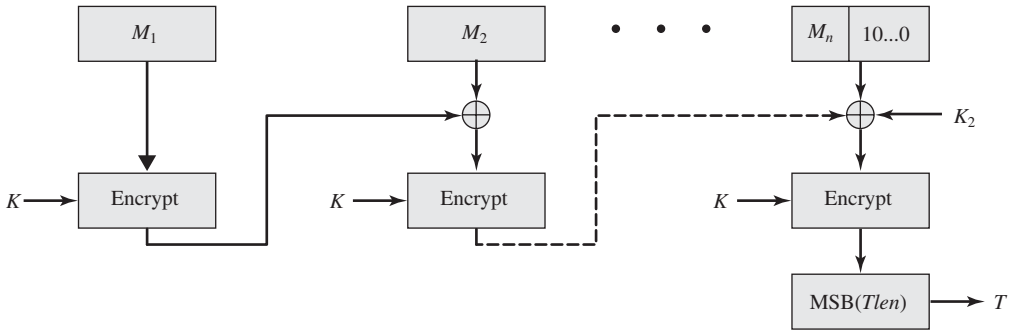 M1
M2
• • •
Mn 10...0
K2
K Encrypt
K Encrypt
K Encrypt
MSB(Tlen) T